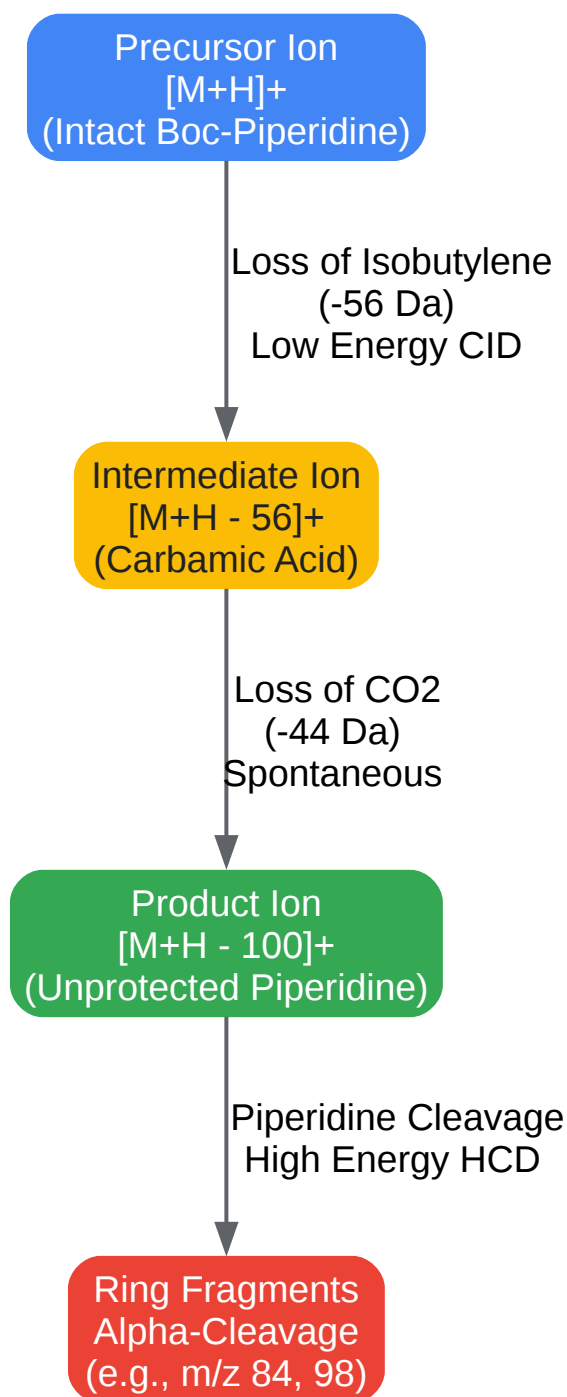 Precursor Ion
[M+H]+
(Intact Boc-Piperidine)
Loss of Isobutylene
(-56 Da)
Low Energy CID
Intermediate Ion
[M+H - 56]+
(Carbamic Acid)
Loss of CO2
(-44 Da)
Spontaneous
Product Ion
[M+H - 100]+
(Unprotected Piperidine)
Piperidine Cleavage
High Energy HCD
Ring Fragments
Alpha-Cleavage
(e.g., m/z 84, 98)